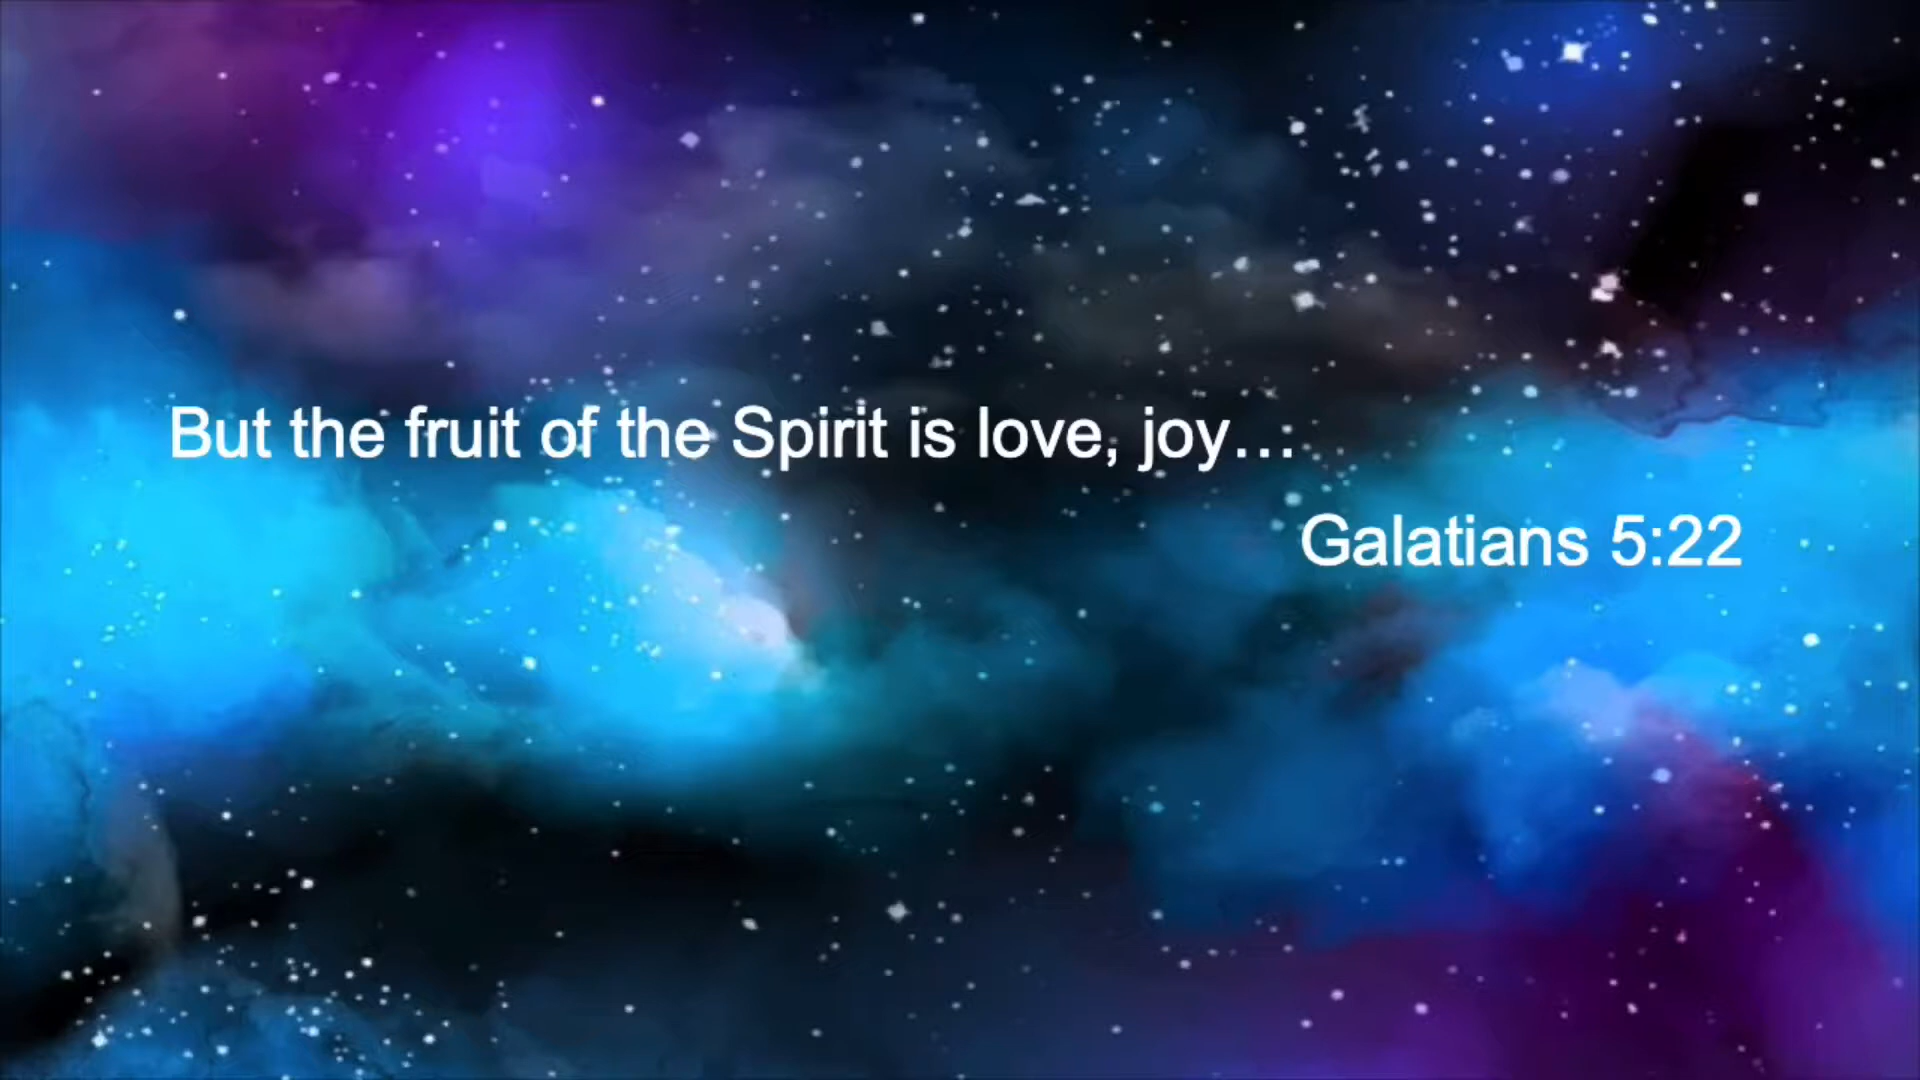 But the fruit of the Spirit is love, joy…
Galatians 5:22